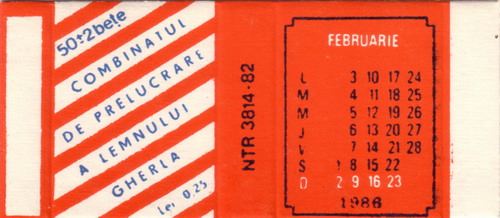 50±2bețe
COMBINATUL
DE PRELUCRARE
A LEMNULUI
GHERLA
Lei 0,25
NTR 3814-82
FEBRUARIE
L 3 10 17 24
M 4 11 18 25
M 5 12 19 26
J 6 13 20 27
V 7 14 21 28
S 1 8 15 22
D 2 9 16 23
1986